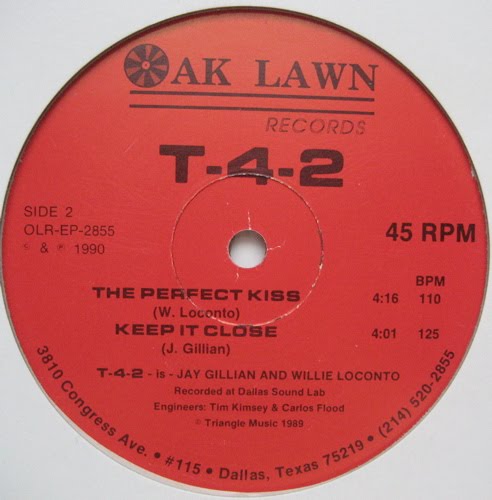 OAK LAWN
RECORDS
T-4-2
SIDE 2
OLR-EP-2855
© & ℗ 1990
45 RPM
BPM
THE PERFECT KISS 4:16 110
(W. Loconto)
KEEP IT CLOSE 4:01 125
(J. Gillian)
T-4-2 - is - JAY GILLIAN AND WILLIE LOCONTO
Recorded at Dallas Sound Lab
Engineers: Tim Kimsey & Carlos Flood
℗ Triangle Music 1989
3810 Congress Ave. • #115 • Dallas, Texas 75219 • (214) 520-2855